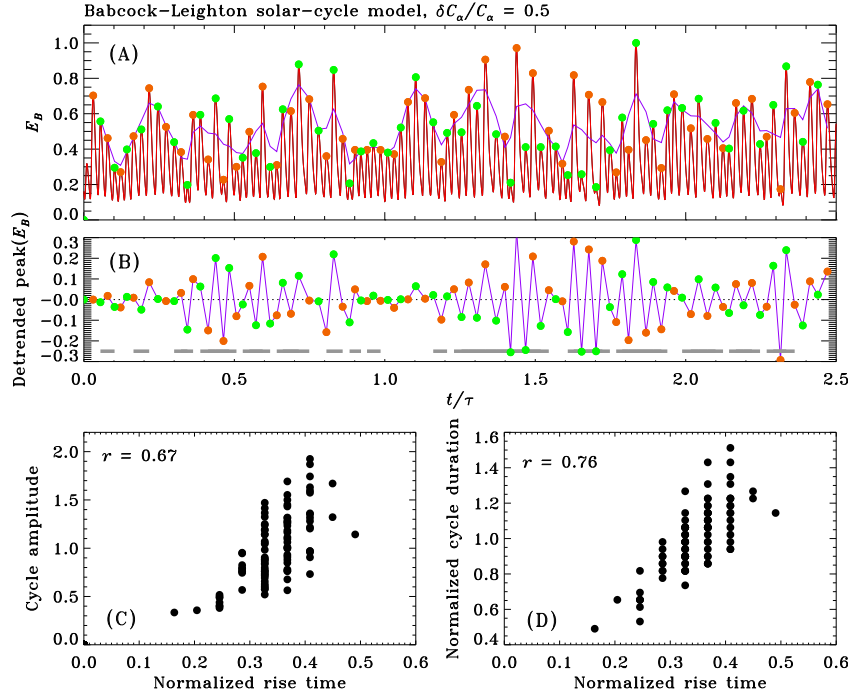 Babcock-Leighton solar-cycle model, δCα/Cα = 0.5
(A)
1.0
0.8
0.6
0.4
0.2
0.0
E_B
(B)
0.3
0.2
0.1
-0.0
-0.1
-0.2
-0.3
Detrended peak(E_B)
0.0 0.5 1.0 1.5 2.0 2.5
t/τ
r = 0.67
2.0
1.5
1.0
0.5
0.0
Cycle amplitude
(C)
0.0 0.1 0.2 0.3 0.4 0.5 0.6
Normalized rise time
r = 0.76
1.6
1.4
1.2
1.0
0.8
0.6
0.4
Normalized cycle duration
(D)
0.0 0.1 0.2 0.3 0.4 0.5 0.6
Normalized rise time